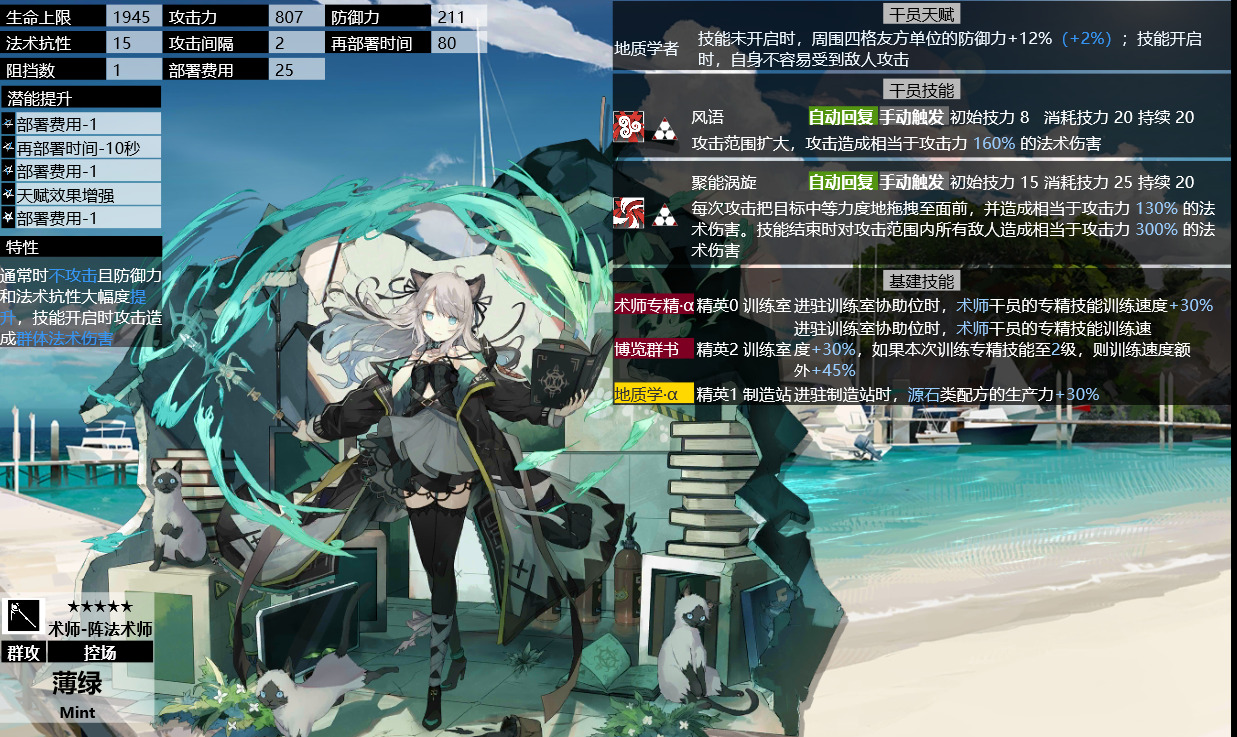 生命上限 1945 攻击力 807 防御力 211
法术抗性 15 攻击间隔 2 再部署时间 80
阻挡数 1 部署费用 25
潜能提升
部署费用-1
再部署时间-10秒
部署费用-1
天赋效果增强
部署费用-1
特性
通常时不攻击且防御力
和法术抗性大幅度提
升，技能开启时攻击造
成群体法术伤害
★★★★★
术师-阵法术师
群攻 控场
薄绿
Mint
干员天赋
地质学者 技能未开启时，周围四格友方单位的防御力+12%（+2%）；技能开启
时，自身不容易受到敌人攻击
干员技能
风语 自动回复 手动触发 初始技力 8 消耗技力 20 持续 20
攻击范围扩大，攻击造成相当于攻击力 160% 的法术伤害
聚能涡旋 自动回复 手动触发 初始技力 15 消耗技力 25 持续 20
每次攻击把目标中等力度地拖拽至面前，并造成相当于攻击力 130% 的法
术伤害。技能结束时对攻击范围内所有敌人造成相当于攻击力 300% 的法
术伤害
基建技能
术师专精·α 精英0 训练室 进驻训练室协助位时，术师干员的专精技能训练速度+30%
进驻训练室协助位时，术师干员的专精技能训练速
博览群书 精英2 训练室 度+30%，如果本次训练专精技能至2级，则训练速度额
外+45%
地质学·α 精英1 制造站 进驻制造站时，源石类配方的生产力+30%